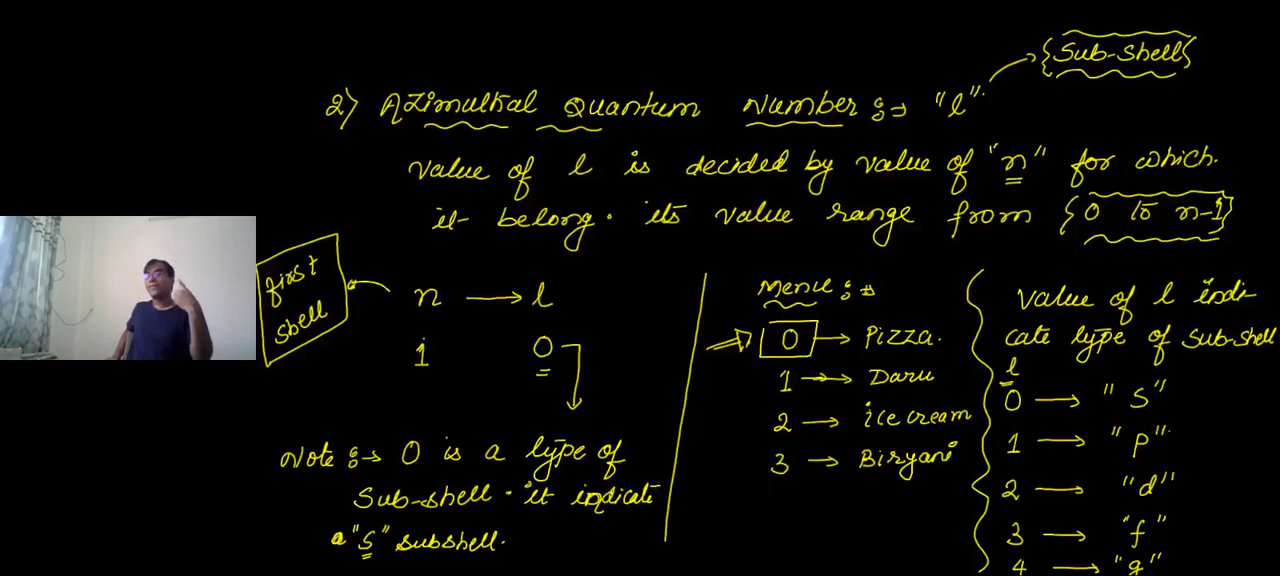 Sub-Shell
2) Azimuthal Quantum Number :→ "l"
Value of l is decided by value of "n" for which
it belong. its value range from {0 to n-1}
first
shell
n → l
1 0
Note :→ 0 is a type of
Sub-shell. it indicate
a "S" subshell.
Menu :→
0 → Pizza.
1 → Daru
2 → ice cream
3 → Biryani
Value of l indi-
cate type of Sub-shell
l
0 → "S"
1 → "p"
2 → "d"
3 → "f"
4 → "g"